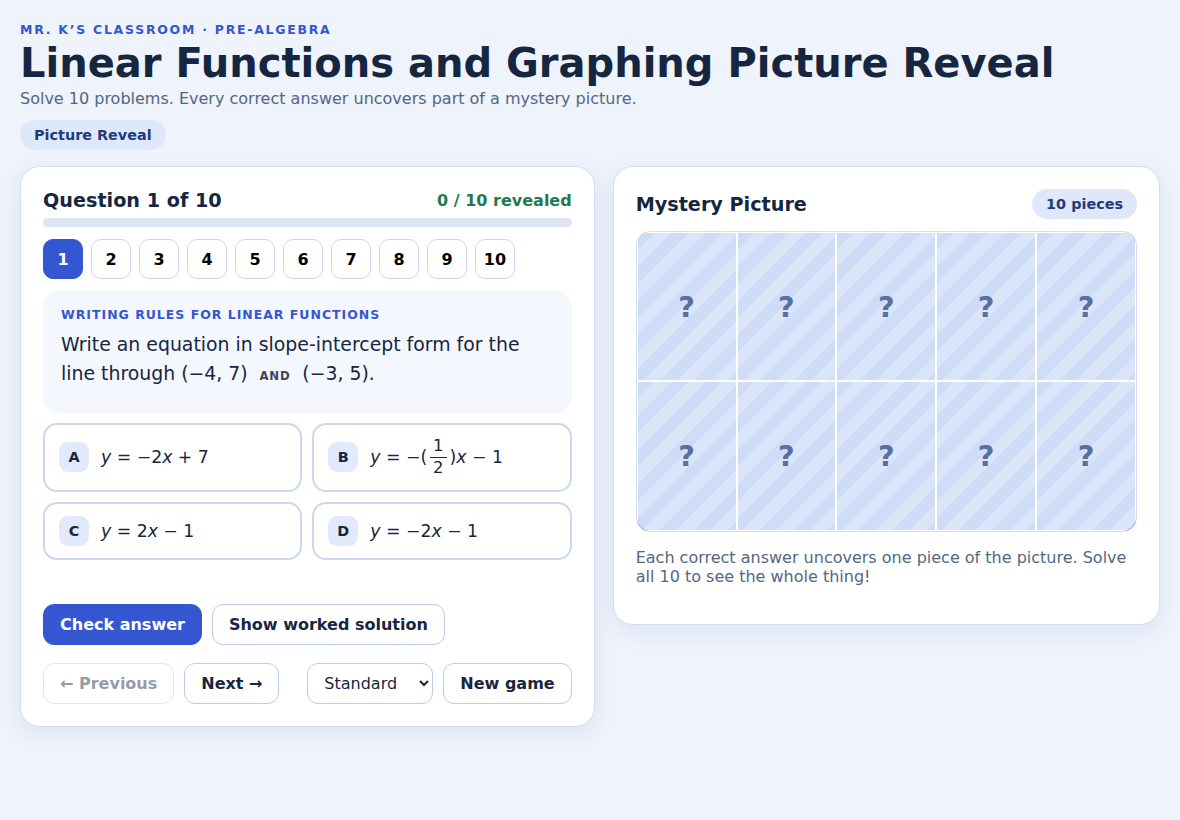 MR. K’S CLASSROOM · PRE-ALGEBRA
Linear Functions and Graphing Picture Reveal
Solve 10 problems. Every correct answer uncovers part of a mystery picture.
Picture Reveal
Question 1 of 10
0 / 10 revealed
1 2 3 4 5 6 7 8 9 10
WRITING RULES FOR LINEAR FUNCTIONS
Write an equation in slope-intercept form for the
line through (−4, 7) AND (−3, 5).
A y = −2x + 7
B y = −(1/2)x − 1
C y = 2x − 1
D y = −2x − 1
Check answer
Show worked solution
← Previous
Next →
Standard
New game
Mystery Picture
10 pieces
? ? ? ? ?
? ? ? ? ?
Each correct answer uncovers one piece of the picture. Solve
all 10 to see the whole thing!